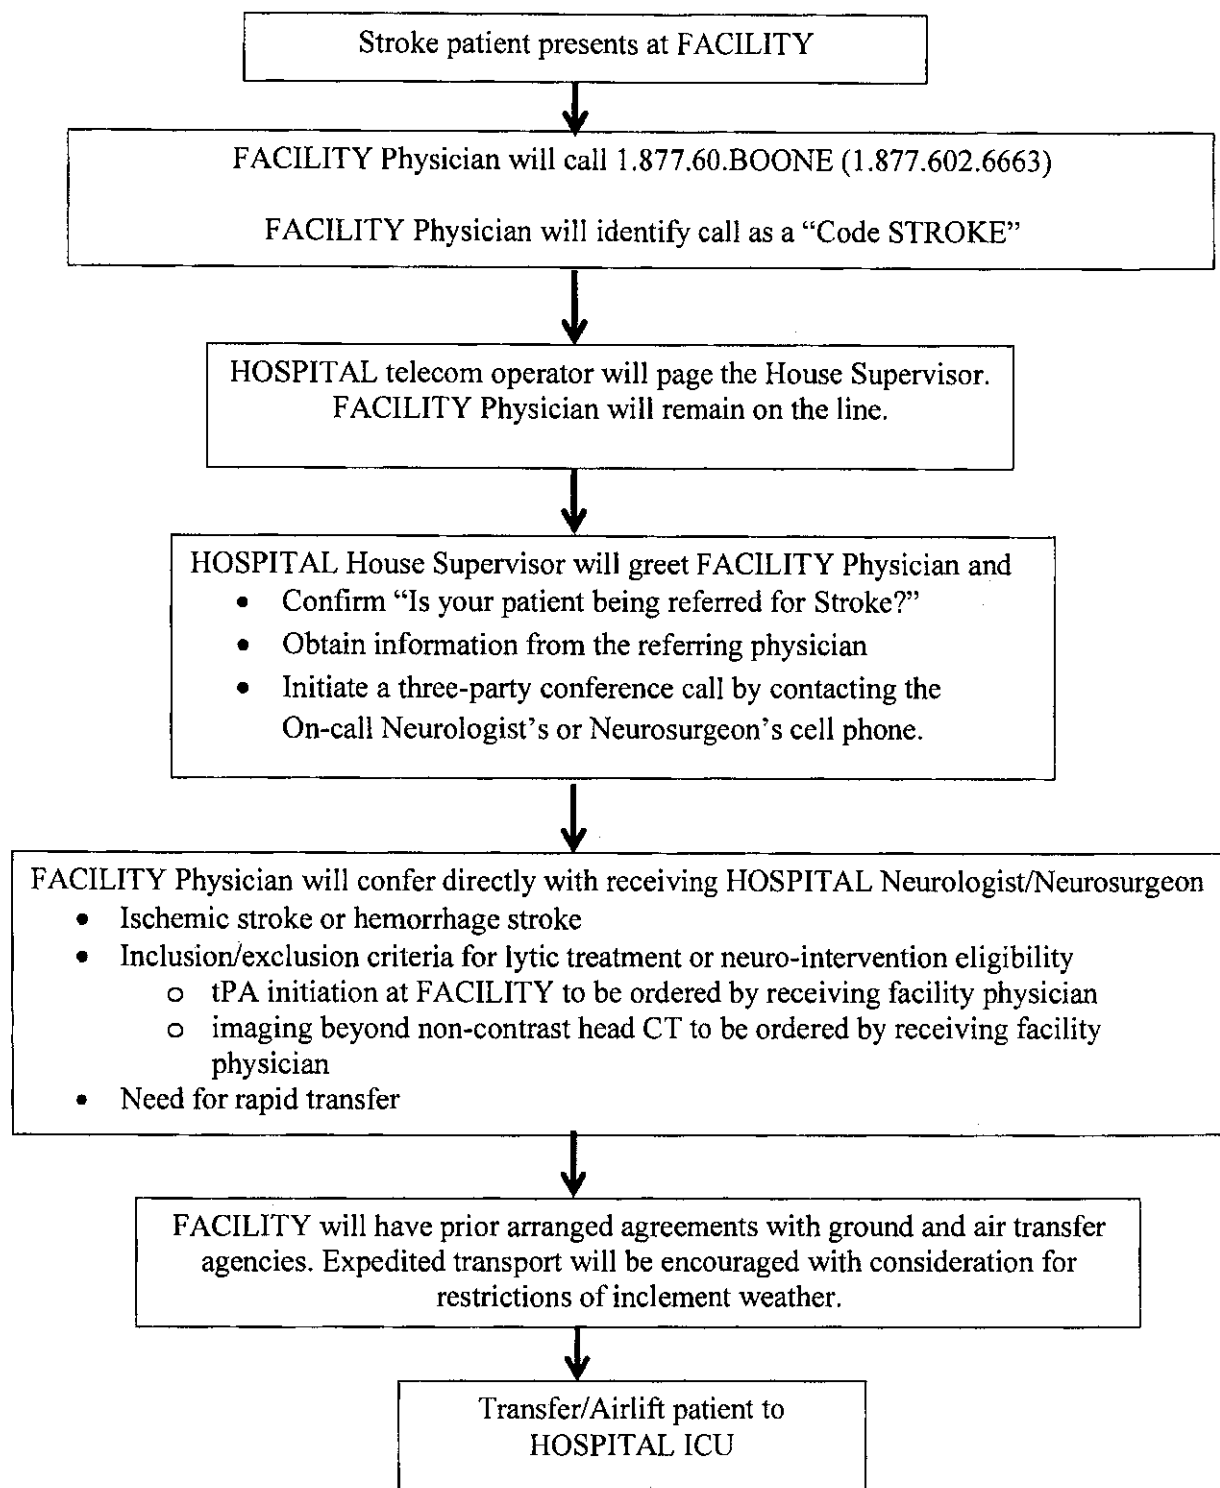 Stroke patient presents at FACILITY
FACILITY Physician will call 1.877.60.BOONE (1.877.602.6663)
FACILITY Physician will identify call as a “Code STROKE”
HOSPITAL telecom operator will page the House Supervisor.
FACILITY Physician will remain on the line.
HOSPITAL House Supervisor will greet FACILITY Physician and
• Confirm “Is your patient being referred for Stroke?”
• Obtain information from the referring physician
• Initiate a three-party conference call by contacting the
On-call Neurologist’s or Neurosurgeon’s cell phone.
FACILITY Physician will confer directly with receiving HOSPITAL Neurologist/Neurosurgeon
• Ischemic stroke or hemorrhage stroke
• Inclusion/exclusion criteria for lytic treatment or neuro-intervention eligibility
o tPA initiation at FACILITY to be ordered by receiving facility physician
o imaging beyond non-contrast head CT to be ordered by receiving facility
physician
• Need for rapid transfer
FACILITY will have prior arranged agreements with ground and air transfer
agencies. Expedited transport will be encouraged with consideration for
restrictions of inclement weather.
Transfer/Airlift patient to
HOSPITAL ICU